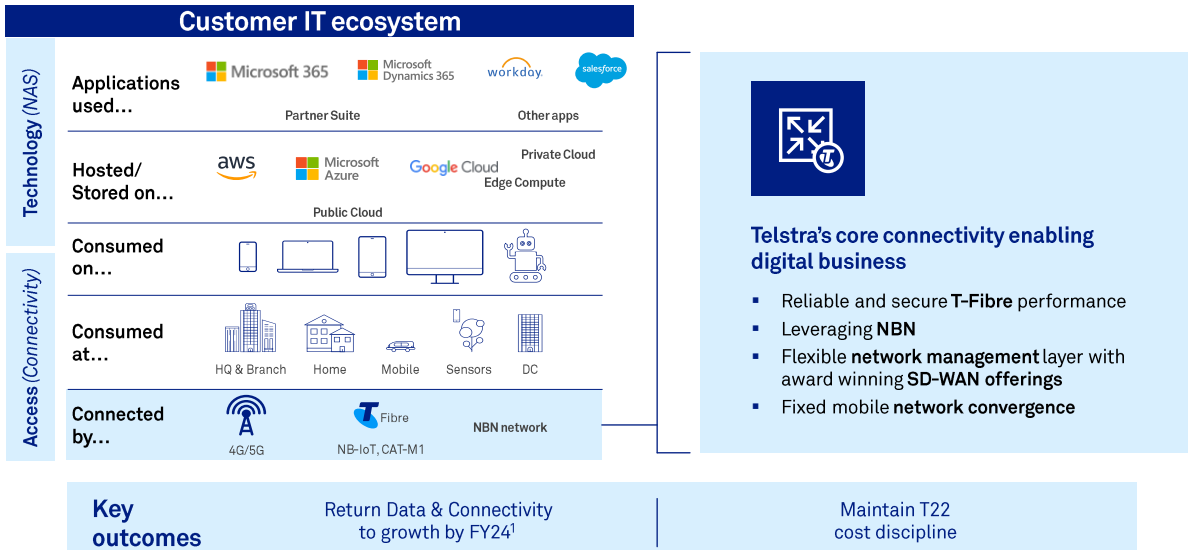 Customer IT ecosystem
Technology (NAS)
Applications
used...
Microsoft 365
Microsoft
Dynamics 365
workday.
salesforce
Partner Suite
Other apps
Hosted/
Stored on...
aws
Microsoft
Azure
Google Cloud
Private Cloud
Edge Compute
Public Cloud
Consumed
on...
Access (Connectivity)
Consumed
at...
HQ & Branch
Home
Mobile
Sensors
DC
Connected
by...
4G/5G
T Fibre
NB-IoT, CAT-M1
NBN network
T
Telstra's core connectivity enabling
digital business
▪ Reliable and secure T-Fibre performance
▪ Leveraging NBN
▪ Flexible network management layer with
award winning SD-WAN offerings
▪ Fixed mobile network convergence
Key
outcomes
Return Data & Connectivity
to growth by FY24¹
Maintain T22
cost discipline